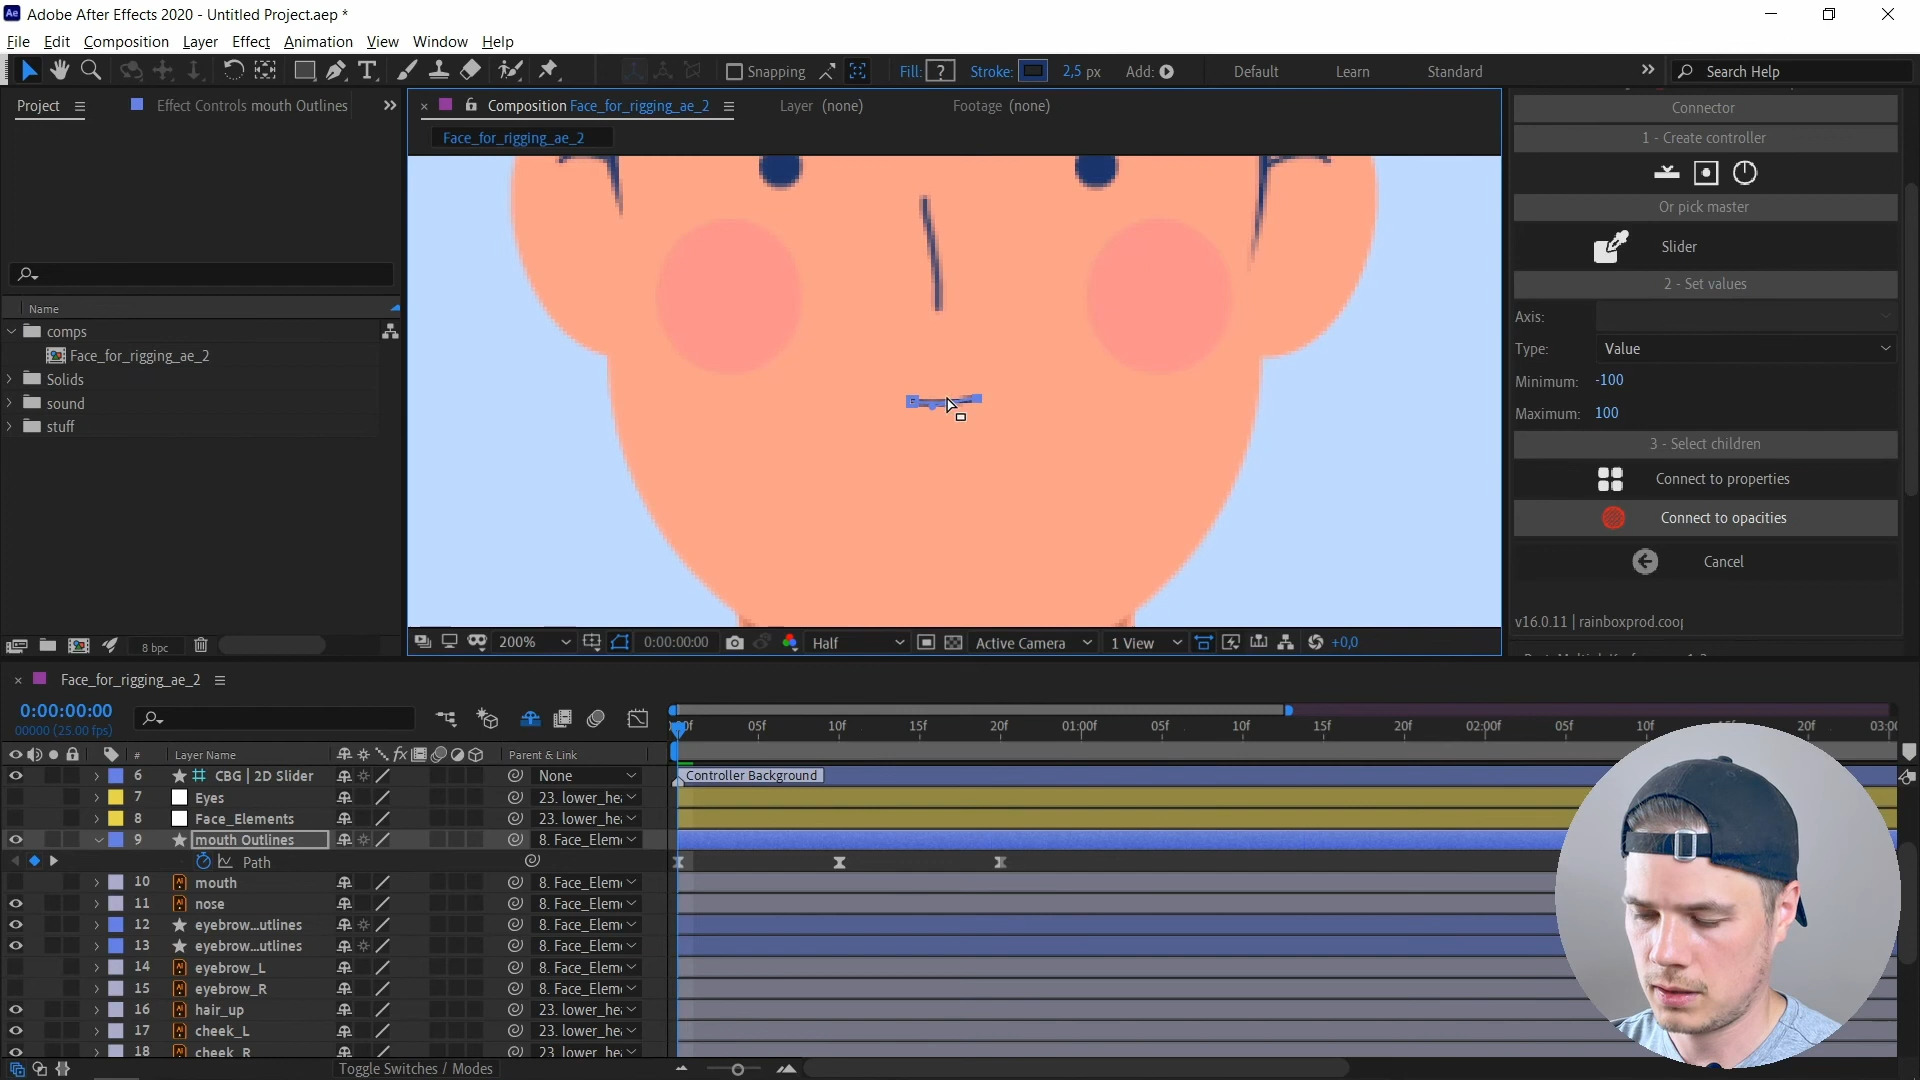 Adobe After Effects 2020 - Untitled Project.aep *
File Edit Composition Layer Effect Animation View Window Help
Snapping Fill: ? Stroke: 2,5 px Add: Default Learn Standard Search Help
Project Effect Controls mouth Outlines
Composition Face_for_rigging_ae_2 Layer (none) Footage (none)
Face_for_rigging_ae_2
Name
comps
Face_for_rigging_ae_2
Solids
sound
stuff
8 bpc
200% 0:00:00:00 Half Active Camera 1 View +0,0
Connector
1 - Create controller
Or pick master
Slider
2 - Set values
Axis:
Type: Value
Minimum: -100
Maximum: 100
3 - Select children
Connect to properties
Connect to opacities
Cancel
v16.0.11 | rainboxprod.coop
Face_for_rigging_ae_2
0:00:00:00
00000 (25.00 fps)
05f 10f 15f 20f 01:00f 05f 10f 15f 20f 02:00f 05f 10f 20f 03:00
# Layer Name Parent & Link
6 CBG | 2D Slider None Controller Background
7 Eyes 23. lower_he
8 Face_Elements 23. lower_he
9 mouth Outlines 8. Face_Elem
Path
10 mouth 8. Face_Elem
11 nose 8. Face_Elem
12 eyebrow...utlines 8. Face_Elem
13 eyebrow...utlines 8. Face_Elem
14 eyebrow_L 8. Face_Elem
15 eyebrow_R 8. Face_Elem
16 hair_up 23. lower_he
17 cheek_L 23. lower_he
18 cheek_R 23. lower_he
Toggle Switches / Modes